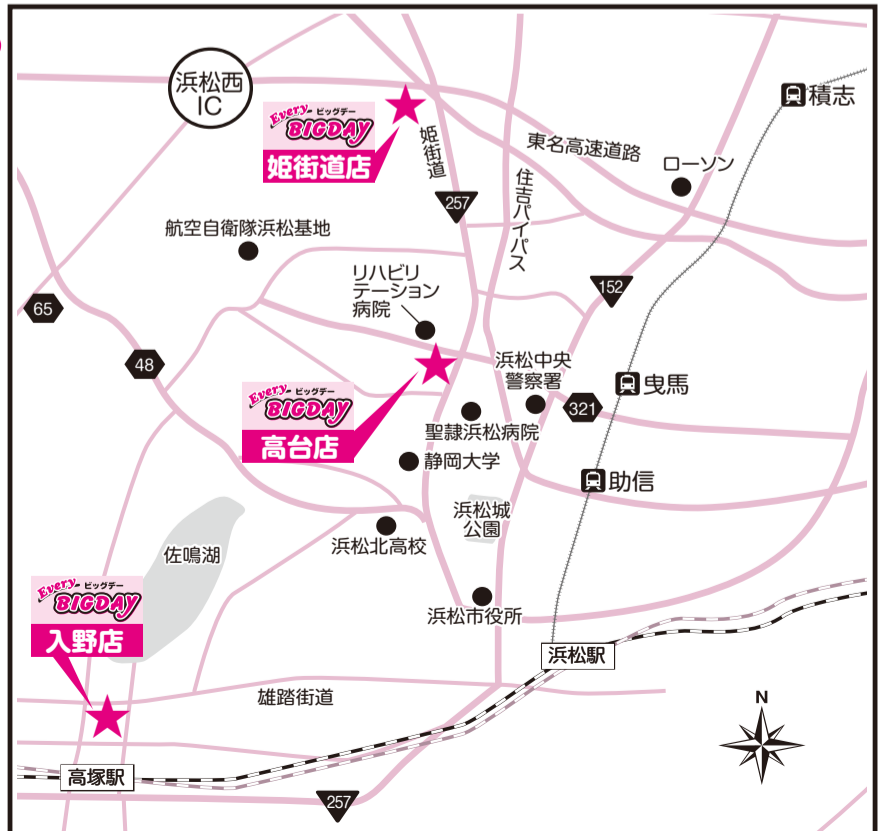 浜松西
IC
積志
Every
ビッグデー
BIGDAY
姫街道店
姫街道
東名高速道路
ローソン
257
住吉バイパス
航空自衛隊浜松基地
リハビリ
テーション
病院
152
65
48
浜松中央
警察署
曳馬
321
Every
ビッグデー
BIGDAY
高台店
聖隷浜松病院
静岡大学
助信
浜松城
公園
浜松北高校
佐鳴湖
Every
ビッグデー
BIGDAY
入野店
浜松市役所
浜松駅
雄踏街道
N
高塚駅
257